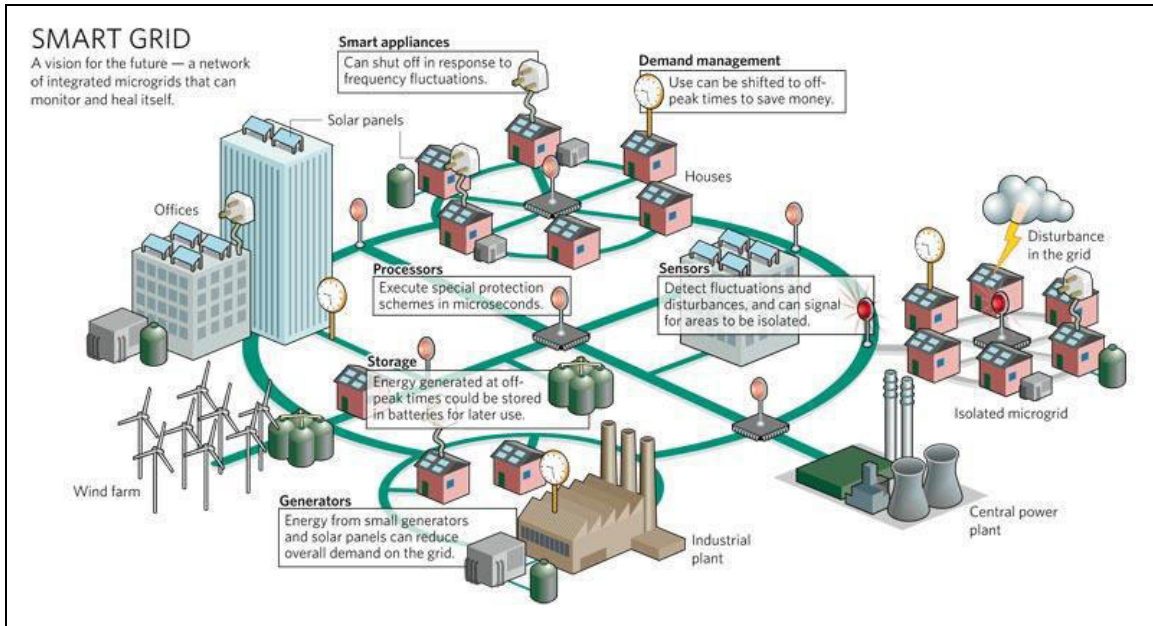 SMART GRID
A vision for the future — a network
of integrated microgrids that can
monitor and heal itself.
Smart appliances
Can shut off in response to
frequency fluctuations.
Demand management
Use can be shifted to off-
peak times to save money.
Solar panels
Houses
Offices
Disturbance
in the grid
Processors
Execute special protection
schemes in microseconds.
Sensors
Detect fluctuations and
disturbances, and can signal
for areas to be isolated.
Storage
Energy generated at off-
peak times could be stored
in batteries for later use.
Isolated microgrid
Wind farm
Generators
Energy from small generators
and solar panels can reduce
overall demand on the grid.
Industrial
plant
Central power
plant